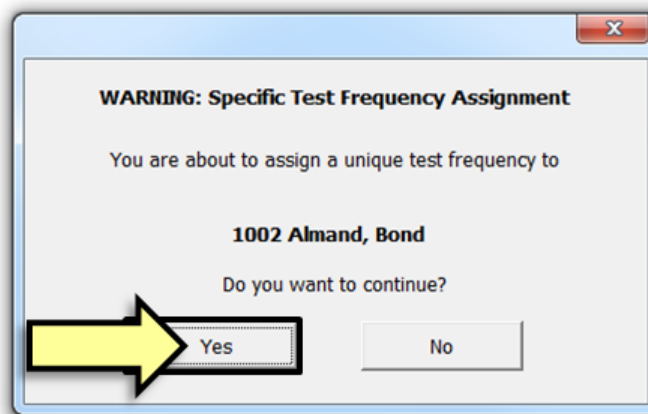 WARNING: Specific Test Frequency Assignment
You are about to assign a unique test frequency to
1002 Almand, Bond
Do you want to continue?
Yes
No